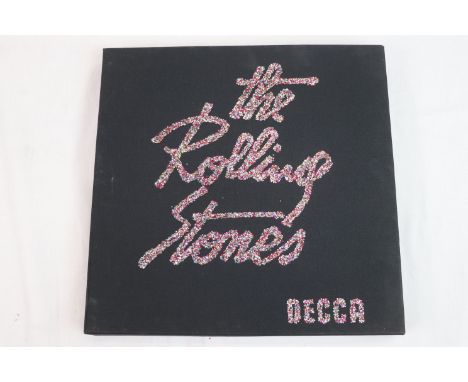 the
Rolling
Stones
DECCA